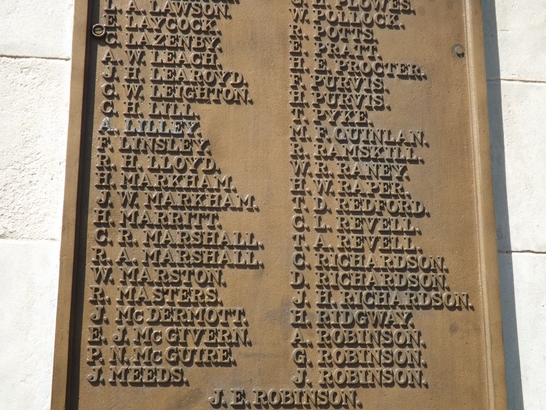 LAWSON.
F. LAYCOCK.
C. LAZENBY.
A. W. LEACH.
J. H. LEAROYD.
C. W. LEIGHTON.
C. H. LILL.
A. LILLEY.
F. LINSLEY.
R. H. LLOYD.
H. MARKHAM.
J. W. MARKHAM.
H. MARRITT.
C. R. MARSHALL.
R. A. MARSHALL.
W. MARSTON.
R. MASTERS.
J. McDERMOTT.
E. J. McGIVERN.
P. N. McGUIRE.
J. MEEDS.
PLOWES.
W. POLLOCK.
R. POTTS.
E. PRATT.
H. E. PROCTER.
F. PURVIS.
H. PURVIS.
T. PYKE.
M. F. QUINLAN.
R. RAMSKILL.
W. RANEY.
H. W. RAPER.
T. D. REDFORD.
C. L. REVELL.
T. A. REVELL.
C. RICHARDSON.
D. RICHARDSON.
J. H. RICHARDSON.
H. RIDGWAY.
A. ROBINSON.
G. ROBINSON.
J. ROBINSON.
J. E. ROBINSON.